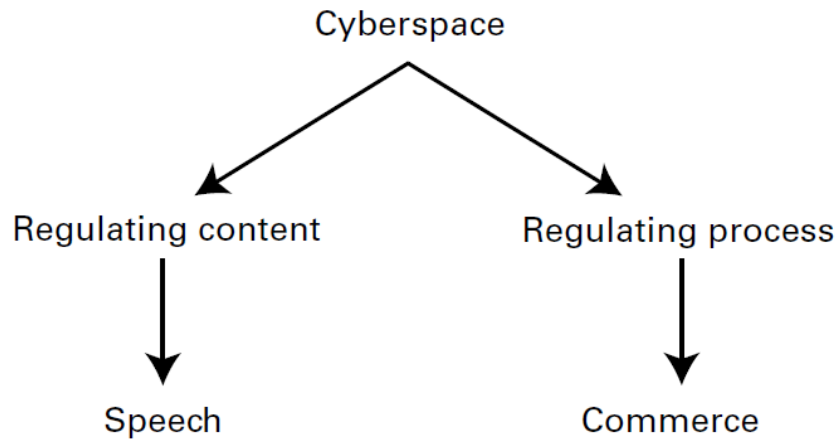 Cyberspace
Regulating content
Regulating process
Speech
Commerce